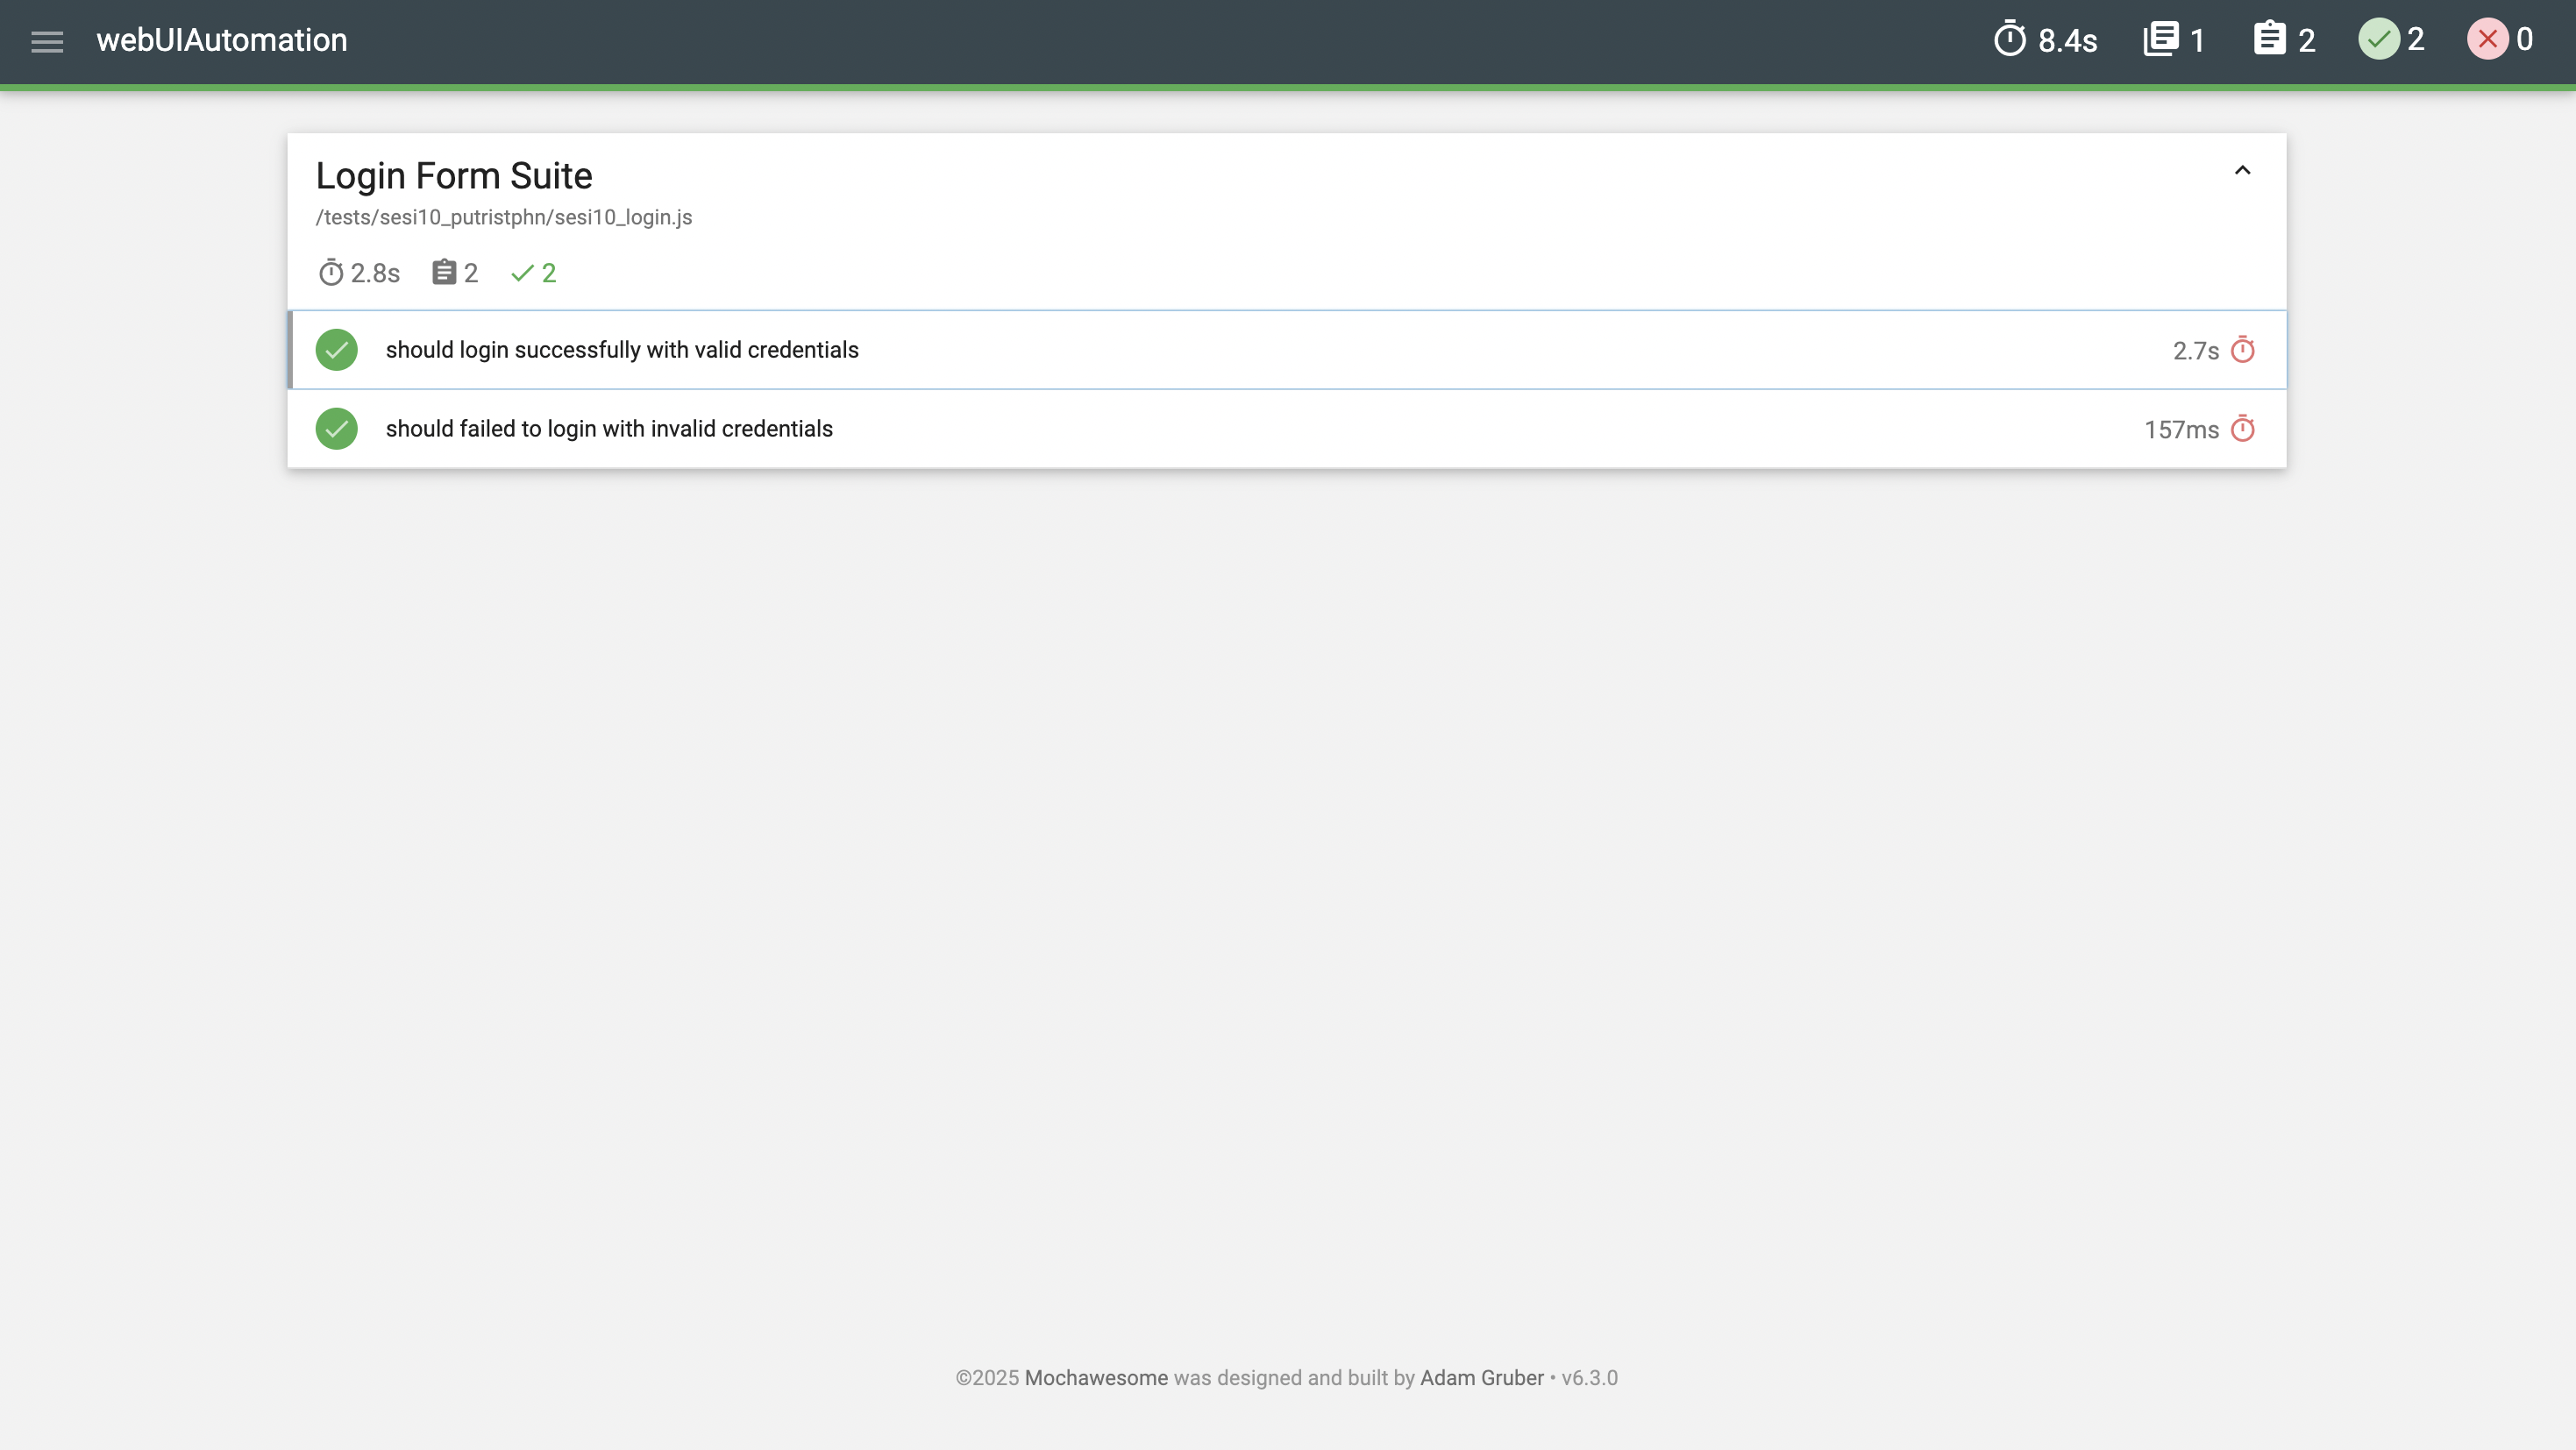 webUIAutomation 8.4s 1 2 2 0
Login Form Suite
/tests/sesi10_putristphn/sesi10_login.js
2.8s 2 2
should login successfully with valid credentials 2.7s
should failed to login with invalid credentials 157ms
©2025 Mochawesome was designed and built by Adam Gruber • v6.3.0